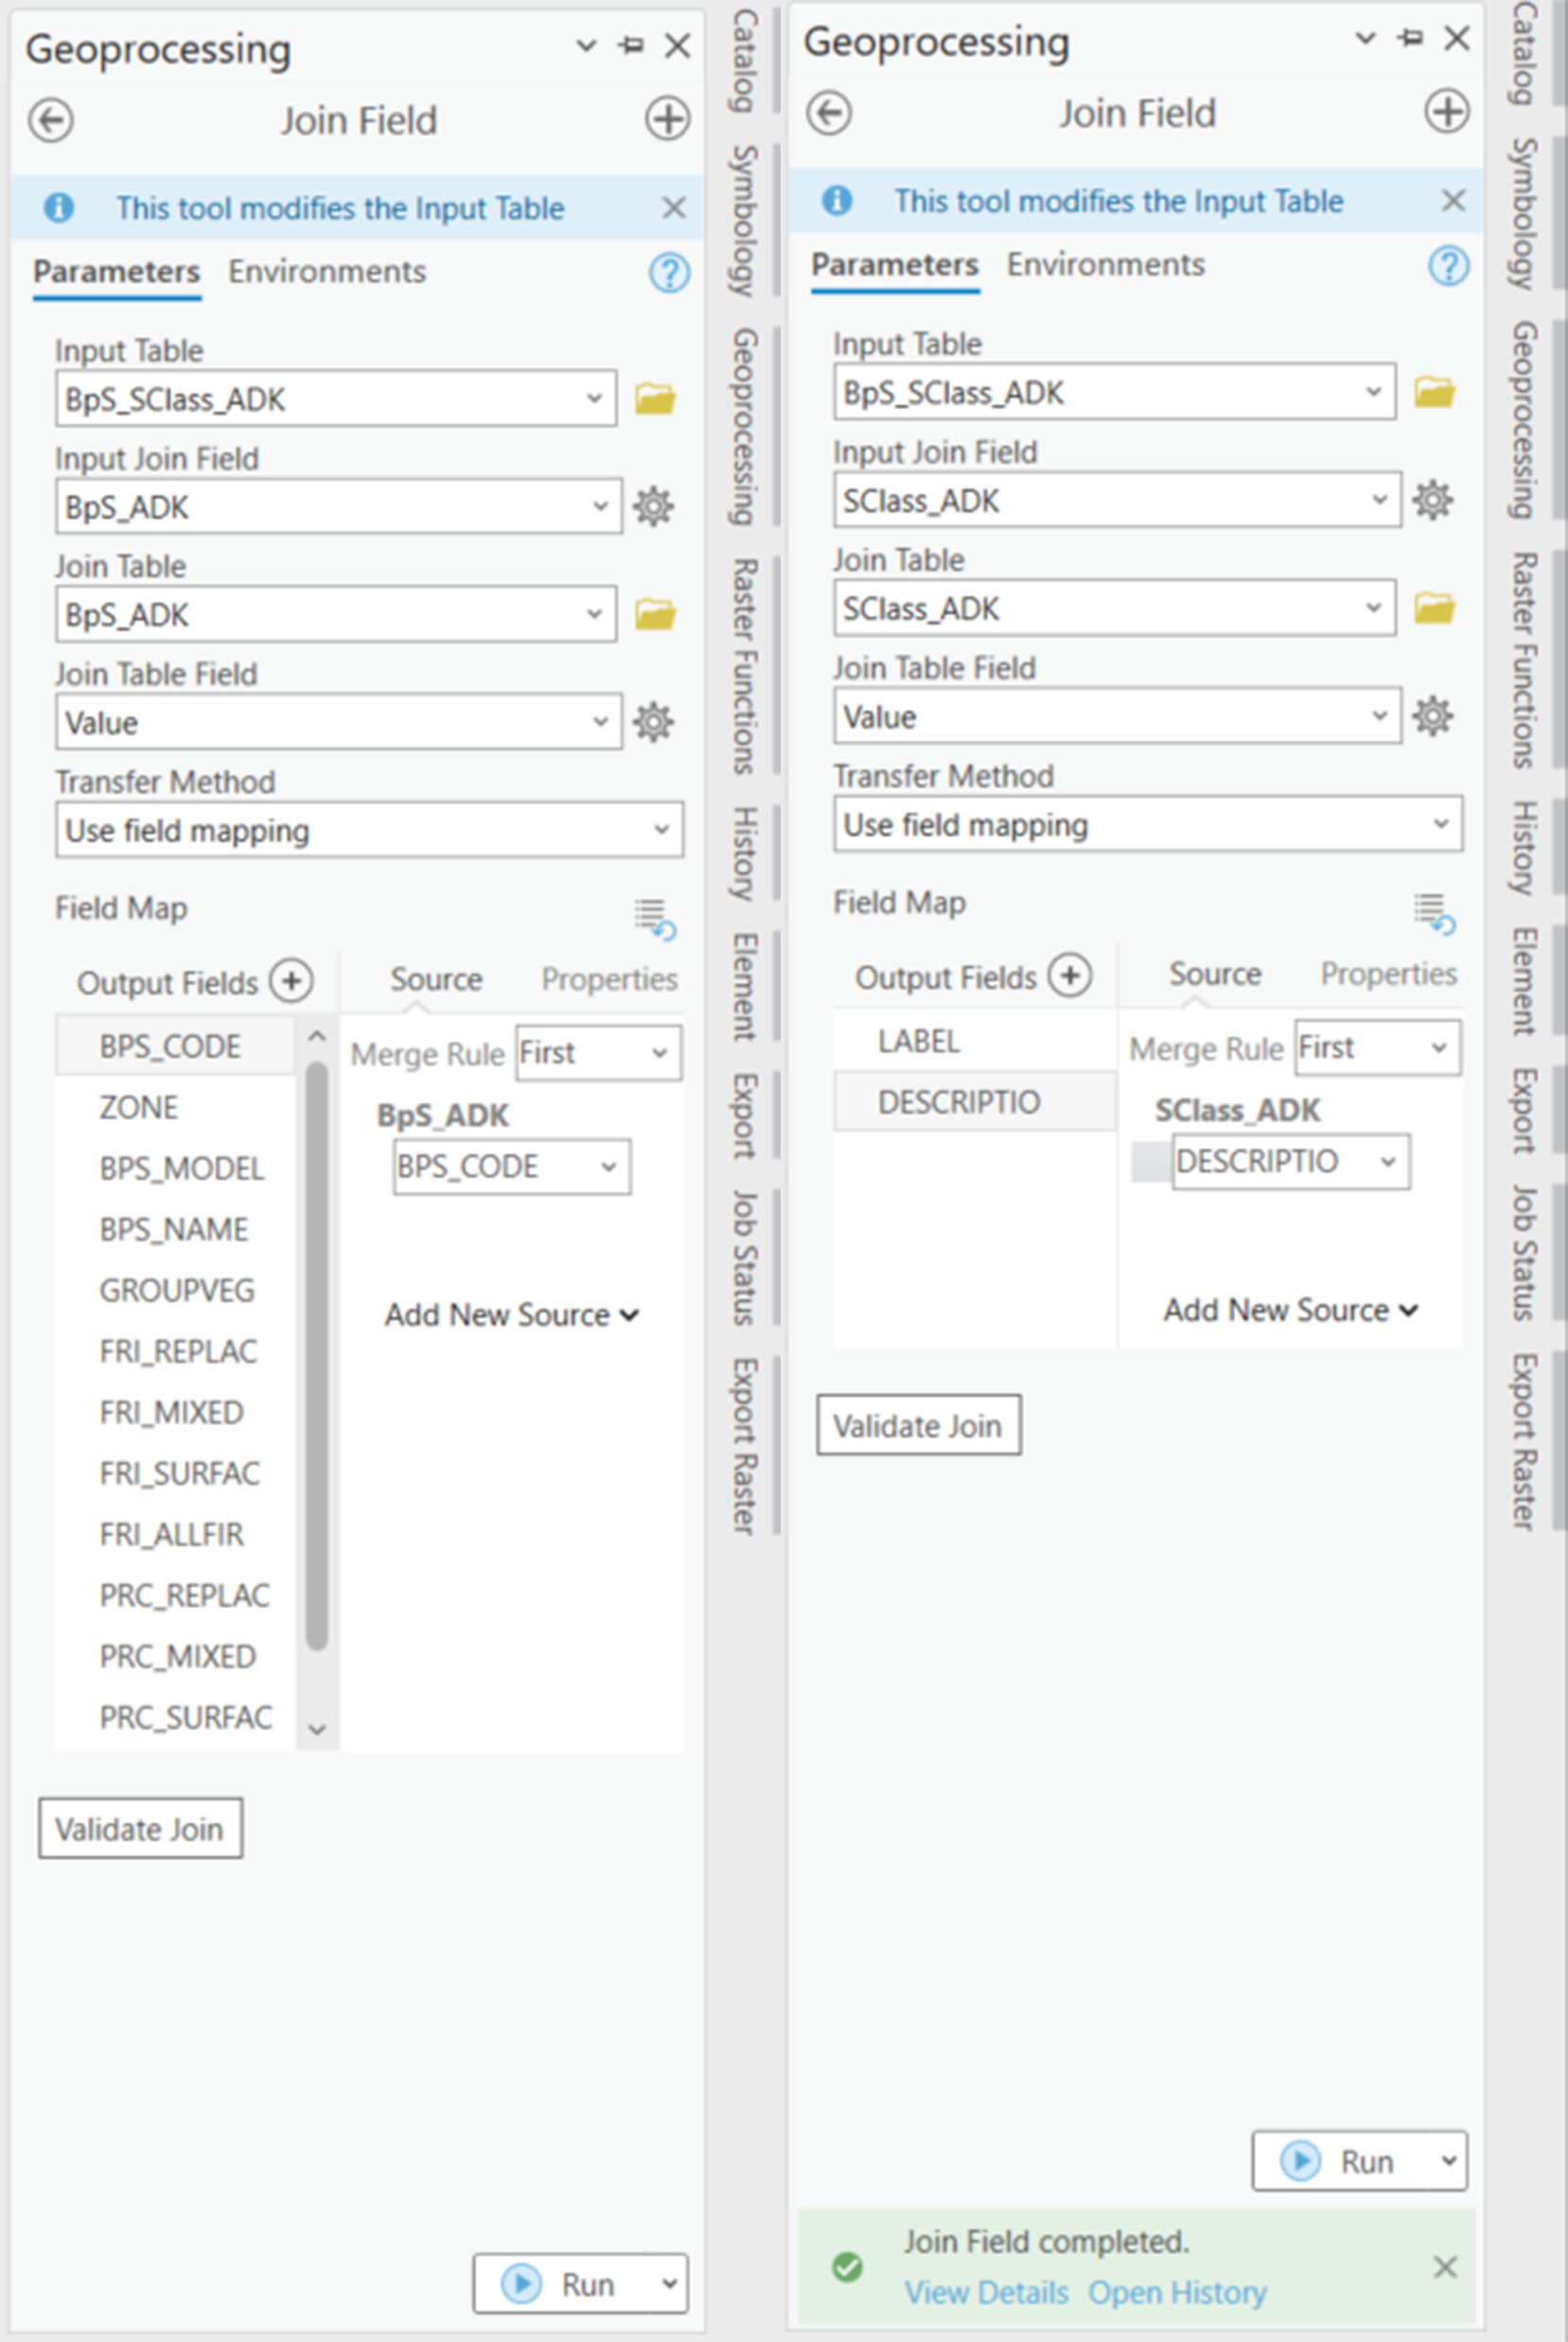 Geoprocessing
Join Field
This tool modifies the Input Table
Parameters Environments
Input Table
BpS_SClass_ADK
Input Join Field
BpS_ADK
Join Table
BpS_ADK
Join Table Field
Value
Transfer Method
Use field mapping
Field Map
Output Fields Source Properties
BPS_CODE
ZONE
BPS_MODEL
BPS_NAME
GROUPVEG
FRI_REPLAC
FRI_MIXED
FRI_SURFAC
FRI_ALLFIR
PRC_REPLAC
PRC_MIXED
PRC_SURFAC
Merge Rule First
BpS_ADK
BPS_CODE
Add New Source
Validate Join
Run
Catalog
Symbology
Geoprocessing
Raster Functions
History
Element
Export
Job Status
Export Raster
Geoprocessing
Join Field
This tool modifies the Input Table
Parameters Environments
Input Table
BpS_SClass_ADK
Input Join Field
SClass_ADK
Join Table
SClass_ADK
Join Table Field
Value
Transfer Method
Use field mapping
Field Map
Output Fields Source Properties
LABEL
DESCRIPTIO
Merge Rule First
SClass_ADK
DESCRIPTIO
Add New Source
Validate Join
Run
Join Field completed.
View Details Open History
Catalog
Symbology
Geoprocessing
Raster Functions
History
Element
Export
Job Status
Export Raster